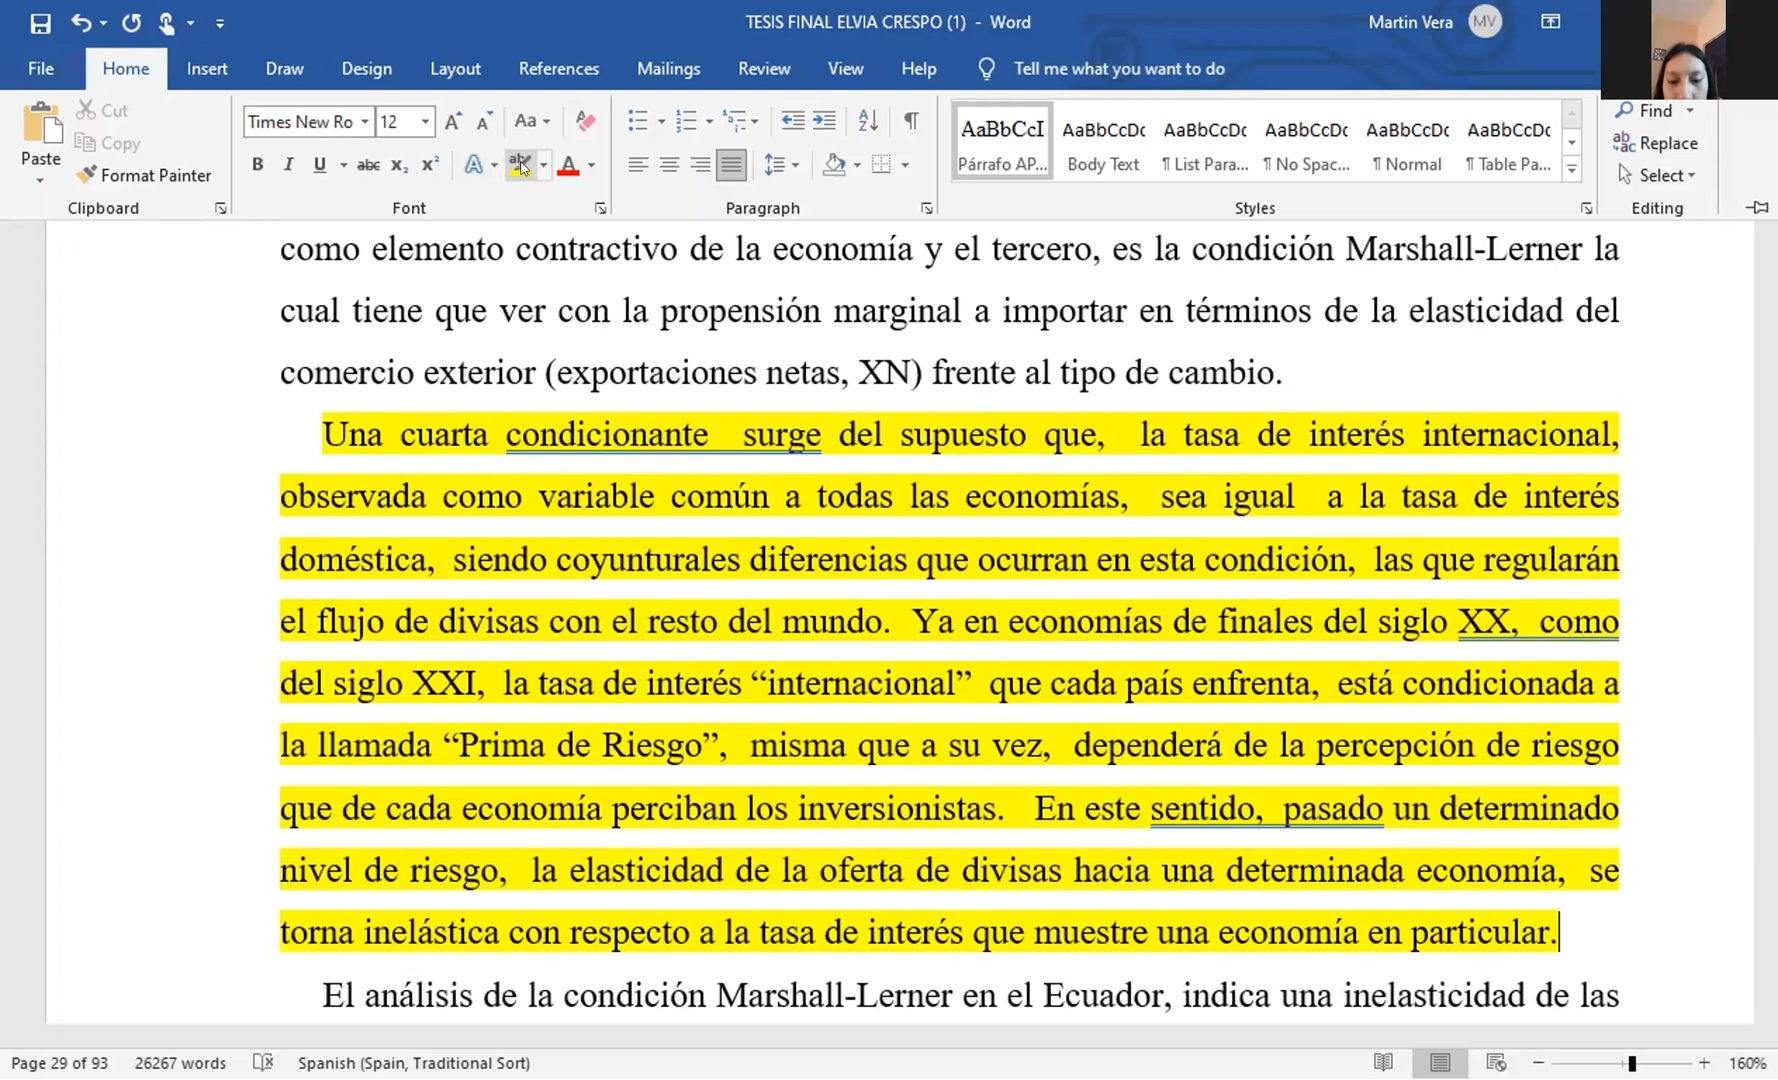 TESIS FINAL ELVIA CRESPO (1) - Word
Martin Vera
MV
File
Home
Insert
Draw
Design
Layout
References
Mailings
Review
View
Help
Tell me what you want to do
Paste
Cut
Copy
Format Painter
Clipboard
Times New Ro
12
Aa
B I U abc x₂ x²
Font
Paragraph
AaBbCcI
Párrafo AP...
AaBbCcDc
Body Text
AaBbCcDc
¶ List Para...
AaBbCcDc
¶ No Spac...
AaBbCcDc
¶ Normal
AaBbCcDc
¶ Table Pa...
Styles
Find
Replace
Select
Editing
como elemento contractivo de la economía y el tercero, es la condición Marshall-Lerner la
cual tiene que ver con la propensión marginal a importar en términos de la elasticidad del
comercio exterior (exportaciones netas, XN) frente al tipo de cambio.
Una cuarta condicionante surge del supuesto que, la tasa de interés internacional,
observada como variable común a todas las economías, sea igual a la tasa de interés
doméstica, siendo coyunturales diferencias que ocurran en esta condición, las que regularán
el flujo de divisas con el resto del mundo. Ya en economías de finales del siglo XX, como
del siglo XXI, la tasa de interés “internacional” que cada país enfrenta, está condicionada a
la llamada “Prima de Riesgo”, misma que a su vez, dependerá de la percepción de riesgo
que de cada economía perciban los inversionistas. En este sentido, pasado un determinado
nivel de riesgo, la elasticidad de la oferta de divisas hacia una determinada economía, se
torna inelástica con respecto a la tasa de interés que muestre una economía en particular.
El análisis de la condición Marshall-Lerner en el Ecuador, indica una inelasticidad de las
Page 29 of 93
26267 words
Spanish (Spain, Traditional Sort)
160%